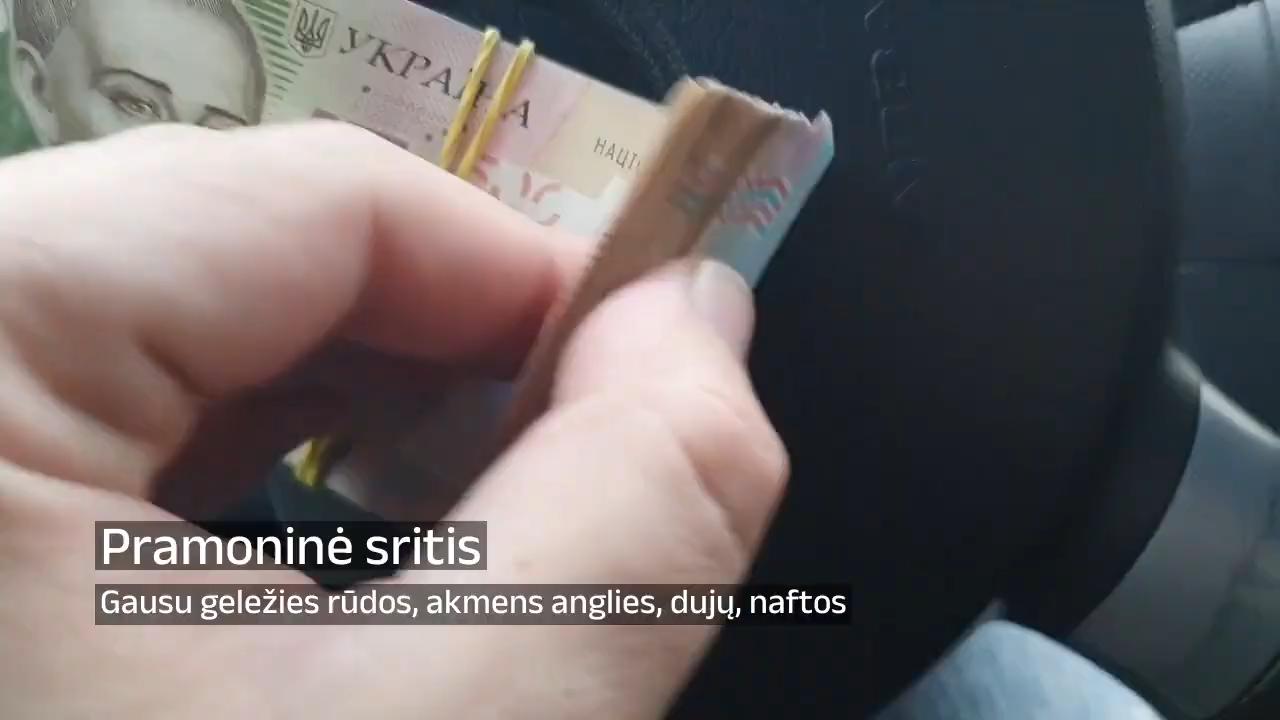 УКРАЇНА
НАЦІ
Pramoninė sritis
Gausu geležies rūdos, akmens anglies, dujų, naftos